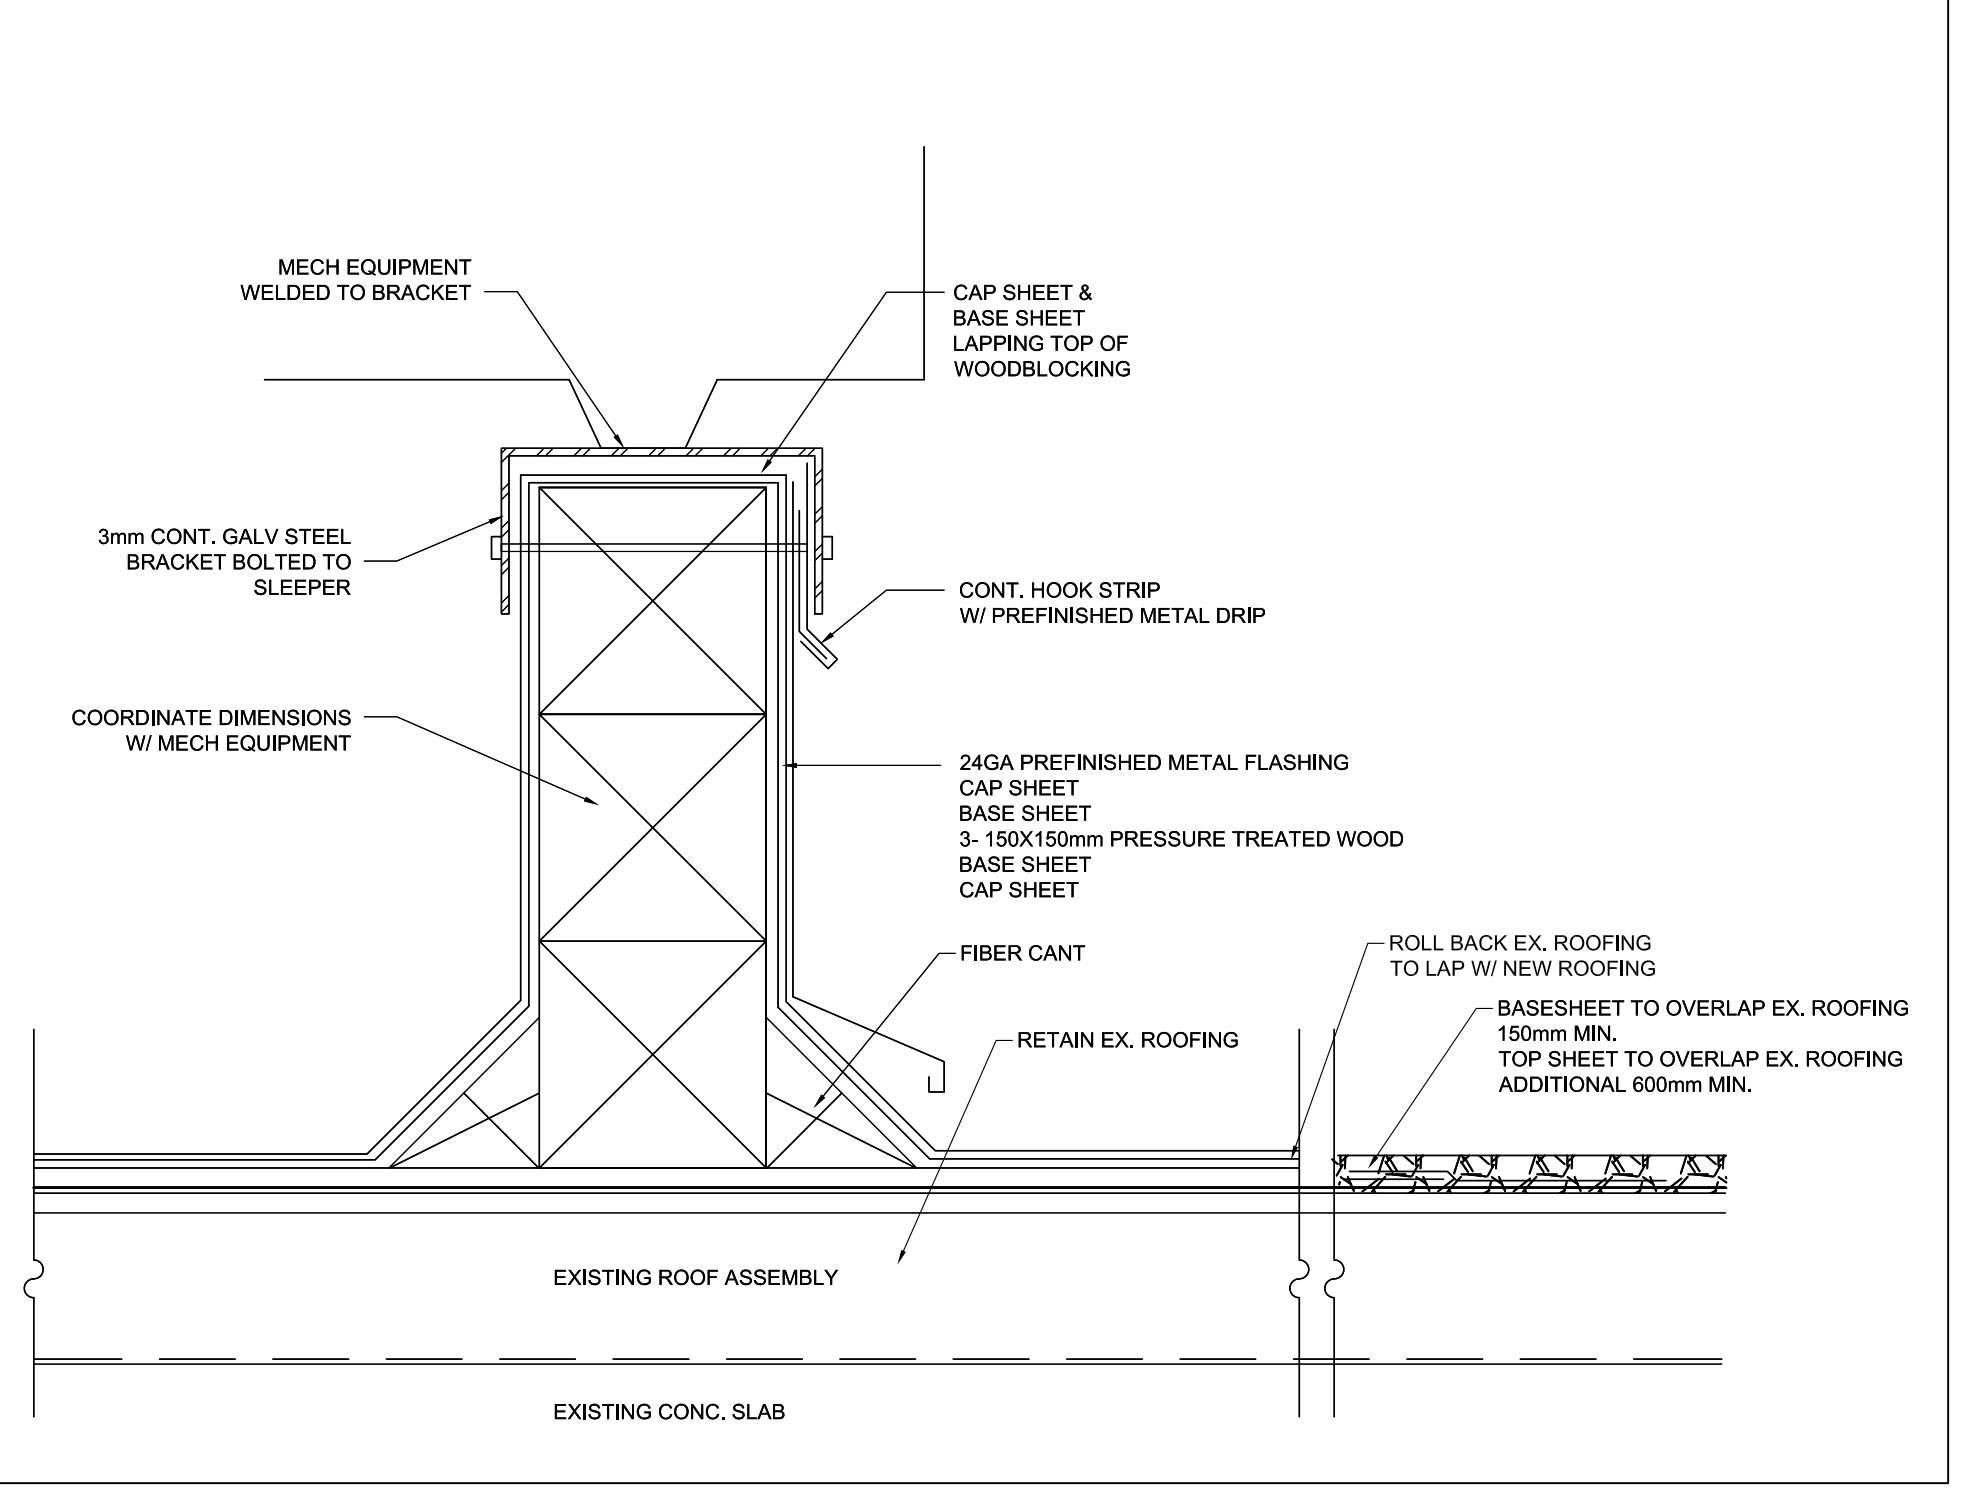 MECH EQUIPMENT
WELDED TO BRACKET
CAP SHEET &
BASE SHEET
LAPPING TOP OF
WOODBLOCKING
3mm CONT. GALV STEEL
BRACKET BOLTED TO
SLEEPER
CONT. HOOK STRIP
W/ PREFINISHED METAL DRIP
COORDINATE DIMENSIONS
W/ MECH EQUIPMENT
24GA PREFINISHED METAL FLASHING
CAP SHEET
BASE SHEET
3- 150X150mm PRESSURE TREATED WOOD
BASE SHEET
CAP SHEET
FIBER CANT
ROLL BACK EX. ROOFING
TO LAP W/ NEW ROOFING
BASESHEET TO OVERLAP EX. ROOFING
150mm MIN.
TOP SHEET TO OVERLAP EX. ROOFING
ADDITIONAL 600mm MIN.
RETAIN EX. ROOFING
EXISTING ROOF ASSEMBLY
EXISTING CONC. SLAB